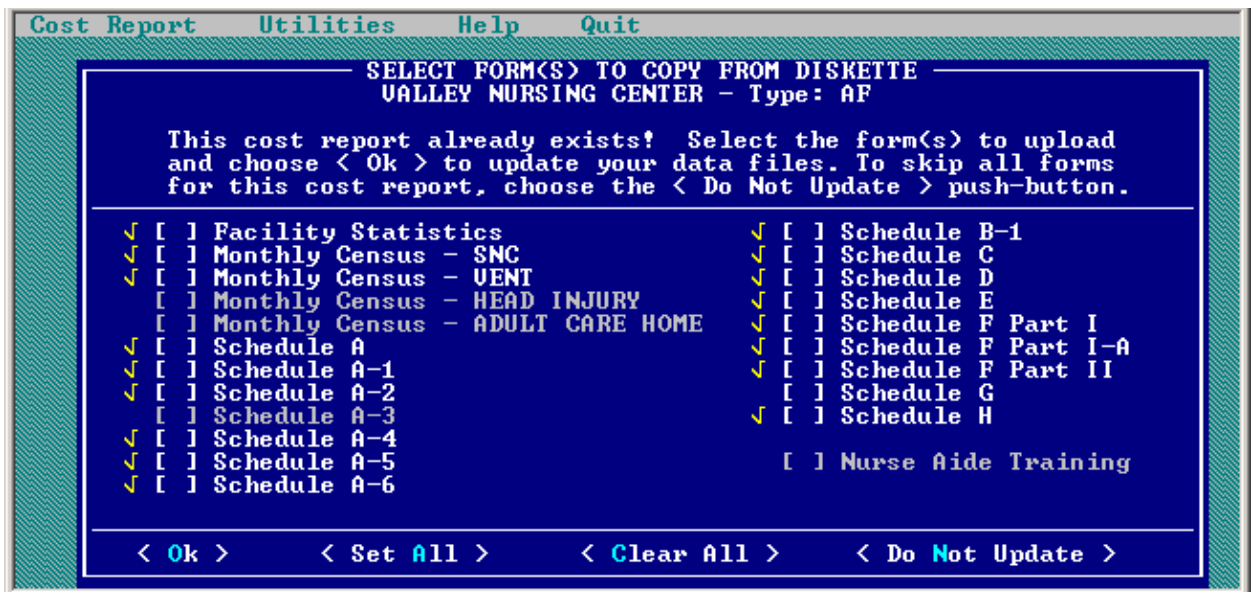 Cost Report Utilities Help Quit
SELECT FORM(S) TO COPY FROM DISKETTE
VALLEY NURSING CENTER - Type: AF
This cost report already exists! Select the form(s) to upload
and choose < Ok > to update your data files. To skip all forms
for this cost report, choose the < Do Not Update > push-button.
√ [ ] Facility Statistics
√ [ ] Monthly Census - SNC
√ [ ] Monthly Census - VENT
[ ] Monthly Census - HEAD INJURY
[ ] Monthly Census - ADULT CARE HOME
√ [ ] Schedule A
√ [ ] Schedule A-1
√ [ ] Schedule A-2
[ ] Schedule A-3
√ [ ] Schedule A-4
√ [ ] Schedule A-5
√ [ ] Schedule A-6
√ [ ] Schedule B-1
√ [ ] Schedule C
√ [ ] Schedule D
√ [ ] Schedule E
√ [ ] Schedule F Part I
√ [ ] Schedule F Part I-A
√ [ ] Schedule F Part II
[ ] Schedule G
√ [ ] Schedule H
[ ] Nurse Aide Training
< Ok > < Set All > < Clear All > < Do Not Update >